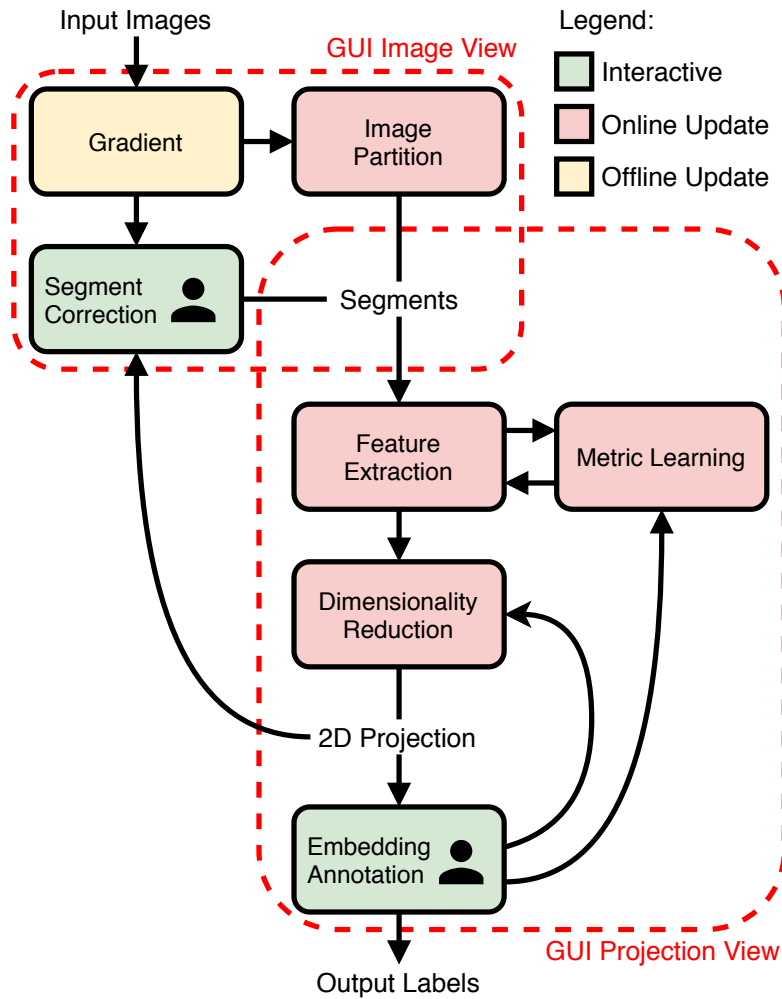 Input Images
Legend:
GUI Image View
Interactive
Online Update
Offline Update
Gradient
Image
Partition
Segment
Correction
Segments
Feature
Extraction
Metric Learning
Dimensionality
Reduction
2D Projection
Embedding
Annotation
GUI Projection View
Output Labels